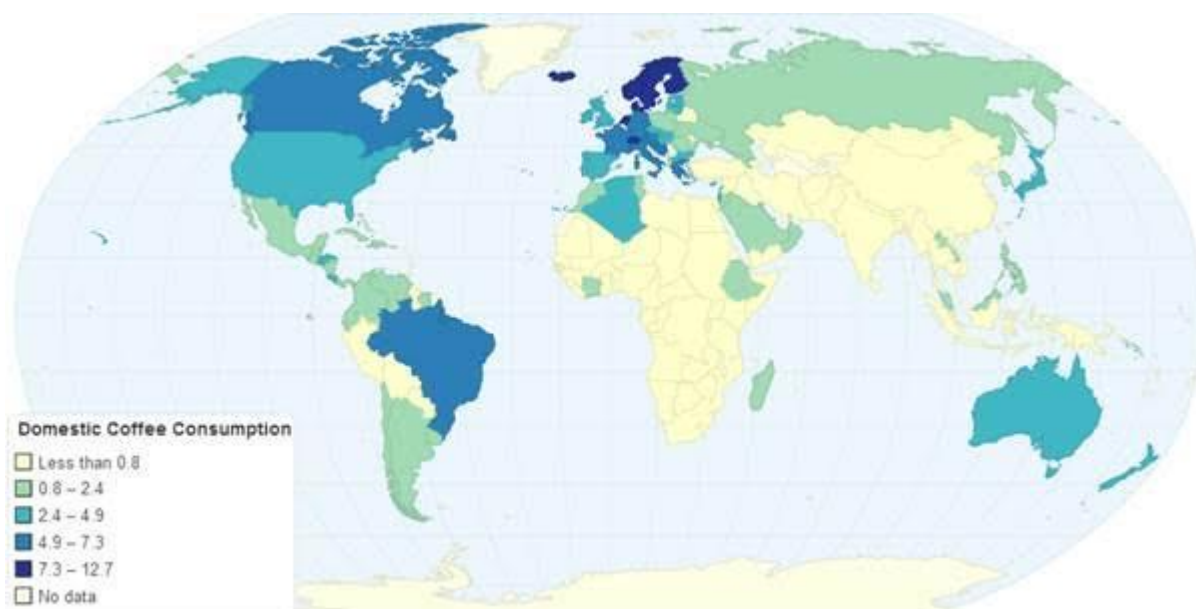 Domestic Coffee Consumption
Less than 0.8
0.8 – 2.4
2.4 – 4.9
4.9 – 7.3
7.3 – 12.7
No data